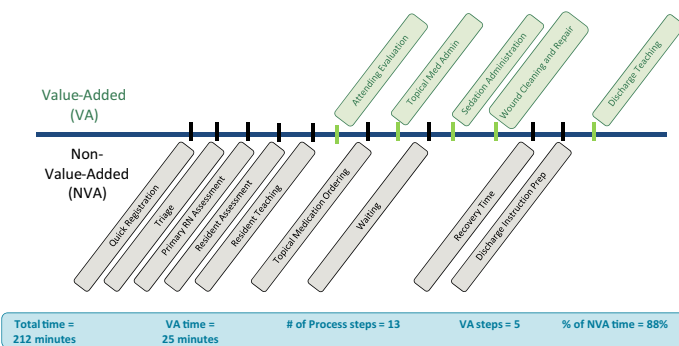 Value-Added
(VA)
Attending Evaluation
Topical Med Admin
Sedation Administration
Wound Cleaning and Repair
Discharge Teaching
Non-
Value-Added
(NVA)
Quick Registration
Triage
Primary RN Assessment
Resident Assessment
Resident Teaching
Topical Medication Ordering
Waiting
Recovery Time
Discharge Instruction Prep
Total time =
212 minutes
VA time =
25 minutes
# of Process steps = 13
VA steps = 5
% of NVA time = 88%